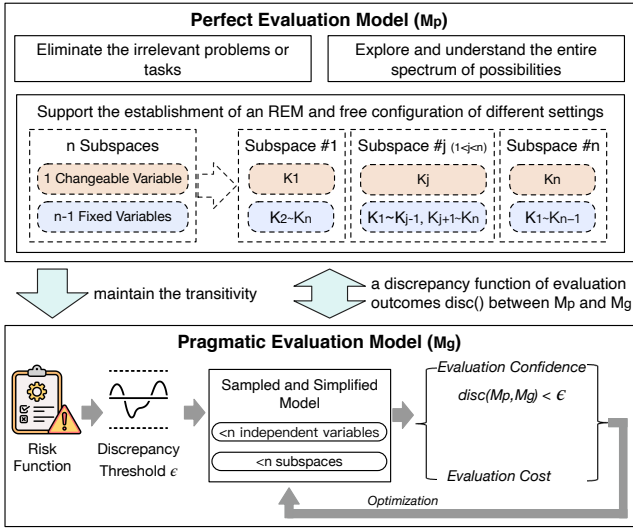 Perfect Evaluation Model (Mp)
Eliminate the irrelevant problems or
tasks
Explore and understand the entire
spectrum of possibilities
Support the establishment of an REM and free configuration of different settings
n Subspaces
1 Changeable Variable
n-1 Fixed Variables
Subspace #1
K1
K2~Kn
Subspace #j (1<j<n)
Kj
K1~Kj-1, Kj+1~Kn
Subspace #n
Kn
K1~Kn-1
maintain the transitivity
a discrepancy function of evaluation
outcomes disc() between Mp and Mg
Pragmatic Evaluation Model (Mg)
Risk
Function
Discrepancy
Threshold ϵ
Sampled and Simplified
Model
<n independent variables
<n subspaces
Evaluation Confidence
disc(Mp,Mg) < ϵ
Evaluation Cost
Optimization